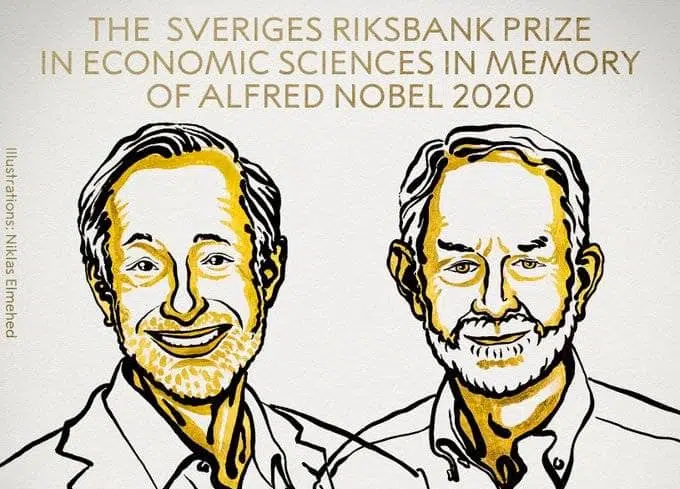 THE SVERIGES RIKSBANK PRIZE
IN ECONOMIC SCIENCES IN MEMORY
OF ALFRED NOBEL 2020
Illustrations: Niklas Elmehed